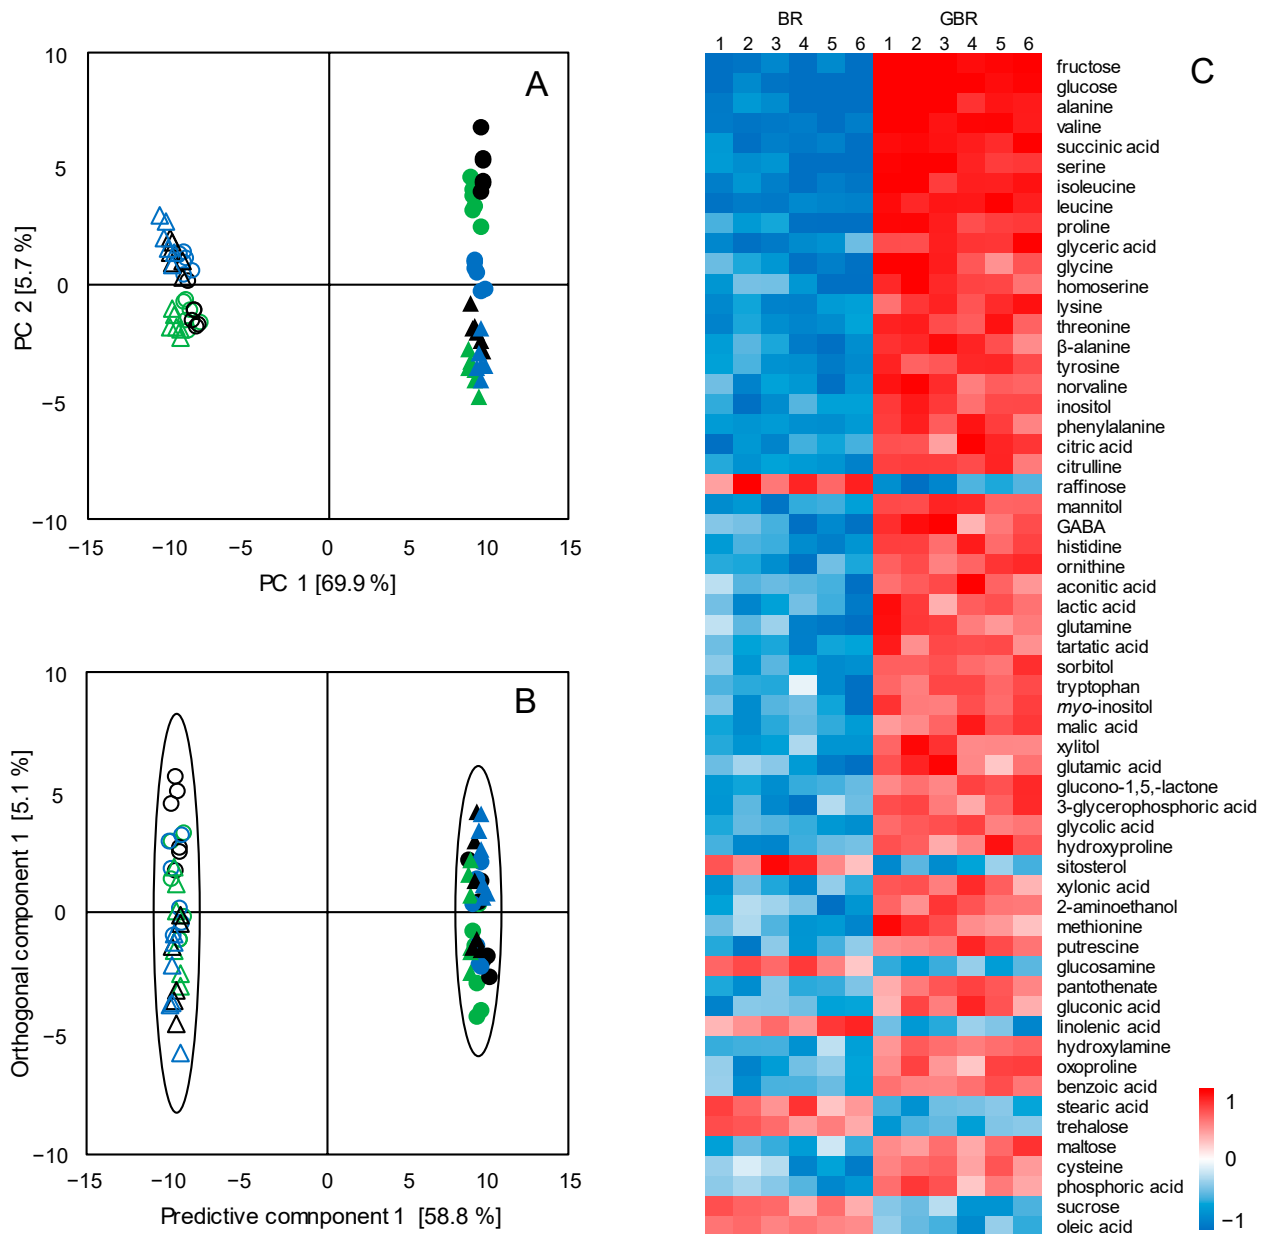 A
10
5
0
−5
−10
−15
−10
−5
0
5
10
15
PC 2 [5.7 %]
PC 1 [69.9 %]
B
10
5
0
−5
−10
−15
−10
−5
0
5
10
15
Orthogonal component 1 [5.1 %]
Predictive comnponent 1 [58.8 %]
C
BR GBR
1 2 3 4 5 6 1 2 3 4 5 6
fructose
glucose
alanine
valine
succinic acid
serine
isoleucine
leucine
proline
glyceric acid
glycine
homoserine
lysine
threonine
β-alanine
tyrosine
norvaline
inositol
phenylalanine
citric acid
citrulline
raffinose
mannitol
GABA
histidine
ornithine
aconitic acid
lactic acid
glutamine
tartatic acid
sorbitol
tryptophan
myo-inositol
malic acid
xylitol
glutamic acid
glucono-1,5,-lactone
3-glycerophosphoric acid
glycolic acid
hydroxyproline
sitosterol
xylonic acid
2-aminoethanol
methionine
putrescine
glucosamine
pantothenate
gluconic acid
linolenic acid
hydroxylamine
oxoproline
benzoic acid
stearic acid
trehalose
maltose
cysteine
phosphoric acid
sucrose
oleic acid
1
0
−1